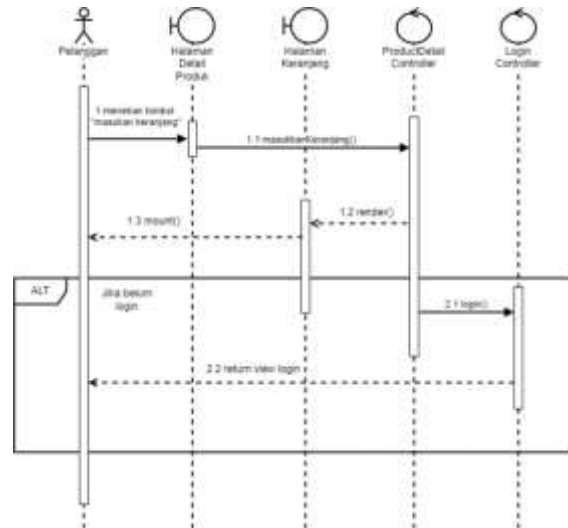 Pelanggan
Halaman
Detail
Produk
Halaman
Keranjang
ProductDetail
Controller
Login
Controller
1 menekan tombol
"masukan keranjang"
1.1 masukkanKeranjang()
1.2 render()
1.3 mount()
ALT
Jika belum
login
2.1 login()
2.2 return view login